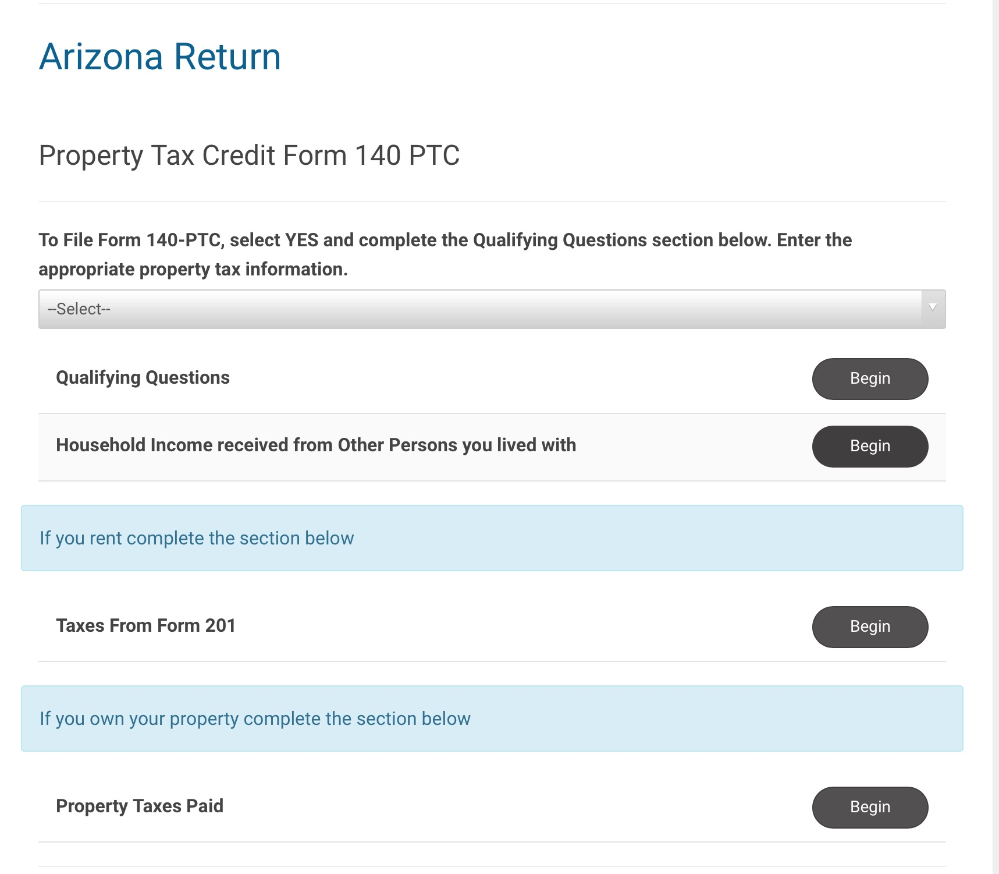 Arizona Return
Property Tax Credit Form 140 PTC
To File Form 140-PTC, select YES and complete the Qualifying Questions section below. Enter the
appropriate property tax information.
--Select--
Qualifying Questions
Begin
Household Income received from Other Persons you lived with
Begin
If you rent complete the section below
Taxes From Form 201
Begin
If you own your property complete the section below
Property Taxes Paid
Begin